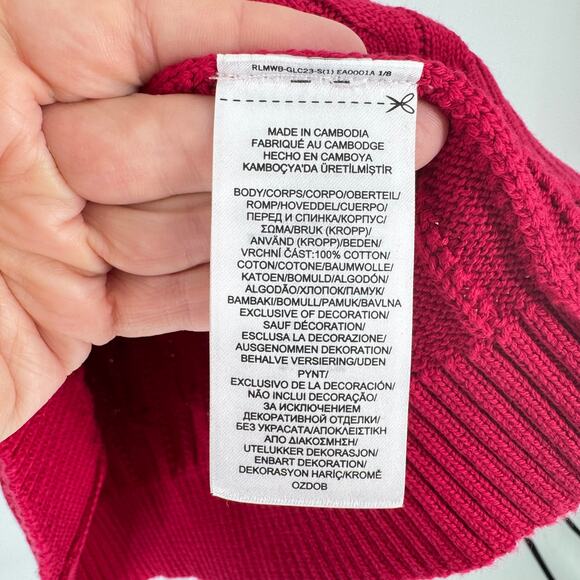 RLMWB-GLC23-S(1) EA0001A 1/8
MADE IN CAMBODIA
FABRIQUÉ AU CAMBODGE
HECHO EN CAMBOYA
KAMBOÇYA'DA ÜRETİLMİŞTİR
BODY/CORPS/CORPO/OBERTEIL/
ROMP/HOVEDDEL/CUERPO/
ПЕРЕД И СПИНКА/КОРПУС/
ΣΩΜΑ/BRUK (KROPP)/
ANVÄND (KROPP)/BEDEN/
VRCHNÍ ČÁST:100% COTTON/
COTON/COTONE/BAUMWOLLE/
KATOEN/BOMULD/ALGODÓN/
ALGODÃO/ХЛОПОК/ПАМУК/
BAMBAKI/BOMULL/PAMUK/BAVLNA
EXCLUSIVE OF DECORATION/
SAUF DÉCORATION/
ESCLUSA LA DECORAZIONE/
AUSGENOMMEN DEKORATION/
BEHALVE VERSIERING/UDEN
PYNT/
EXCLUSIVO DE LA DECORACIÓN/
NÃO INCLUI DECORAÇÃO/
ЗА ИСКЛЮЧЕНИЕМ
ДЕКОРАТИВНОЙ ОТДЕЛКИ/
БЕЗ УКРАСАТА/ΑΠΟΚΛΕΙΣΤΙΚΗ
ΑΠΟ ΔΙΑΚΟΣΜΗΣΗ/
UTELUKKER DEKORASJON/
ENBART DEKORATION/
DEKORASYON HARİÇ/KROMĚ
OZDOB